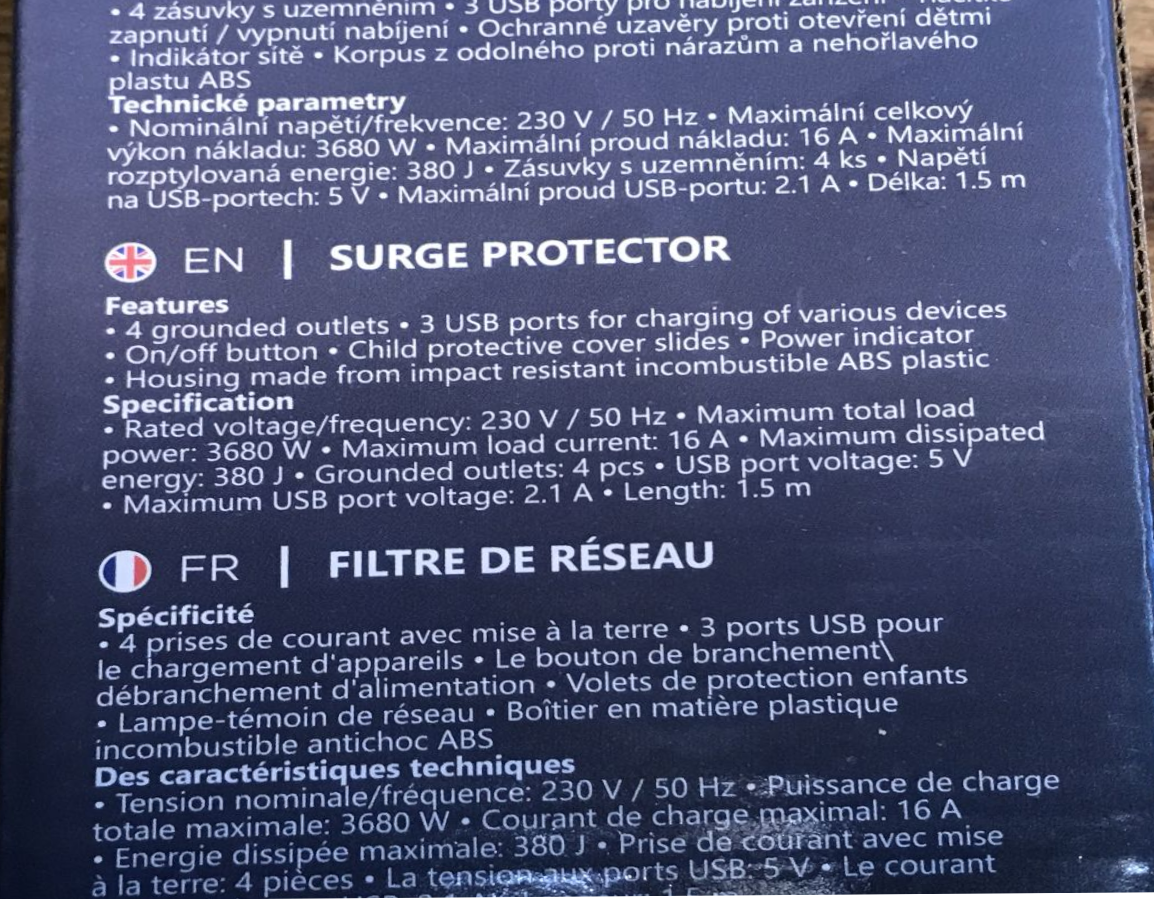 • 4 zásuvky s uzemněním • 3 USB porty pro nabíjení zařízení •
zapnutí / vypnutí nabíjení • Ochranné uzavěry proti otevření dětmi
• Indikátor sítě • Korpus z odolného proti nárazům a nehořlavého
plastu ABS
Technické parametry
• Nominální napětí/frekvence: 230 V / 50 Hz • Maximální celkový
výkon nákladu: 3680 W • Maximální proud nákladu: 16 A • Maximální
rozptylovaná energie: 380 J • Zásuvky s uzemněním: 4 ks • Napětí
na USB-portech: 5 V • Maximální proud USB-portu: 2.1 A • Délka: 1.5 m
EN | SURGE PROTECTOR
Features
• 4 grounded outlets • 3 USB ports for charging of various devices
• On/off button • Child protective cover slides • Power indicator
• Housing made from impact resistant incombustible ABS plastic
Specification
• Rated voltage/frequency: 230 V / 50 Hz • Maximum total load
power: 3680 W • Maximum load current: 16 A • Maximum dissipated
energy: 380 J • Grounded outlets: 4 pcs • USB port voltage: 5 V
• Maximum USB port voltage: 2.1 A • Length: 1.5 m
FR | FILTRE DE RÉSEAU
Spécificité
• 4 prises de courant avec mise à la terre • 3 ports USB pour
le chargement d'appareils • Le bouton de branchement\
débranchement d'alimentation • Volets de protection enfants
• Lampe-témoin de réseau • Boîtier en matière plastique
incombustible antichoc ABS
Des caractéristiques techniques
• Tension nominale/fréquence: 230 V / 50 Hz • Puissance de charge
totale maximale: 3680 W • Courant de charge maximal: 16 A
• Energie dissipée maximale: 380 J • Prise de courant avec mise
à la terre: 4 pièces • La tension aux ports USB: 5 V • Le courant